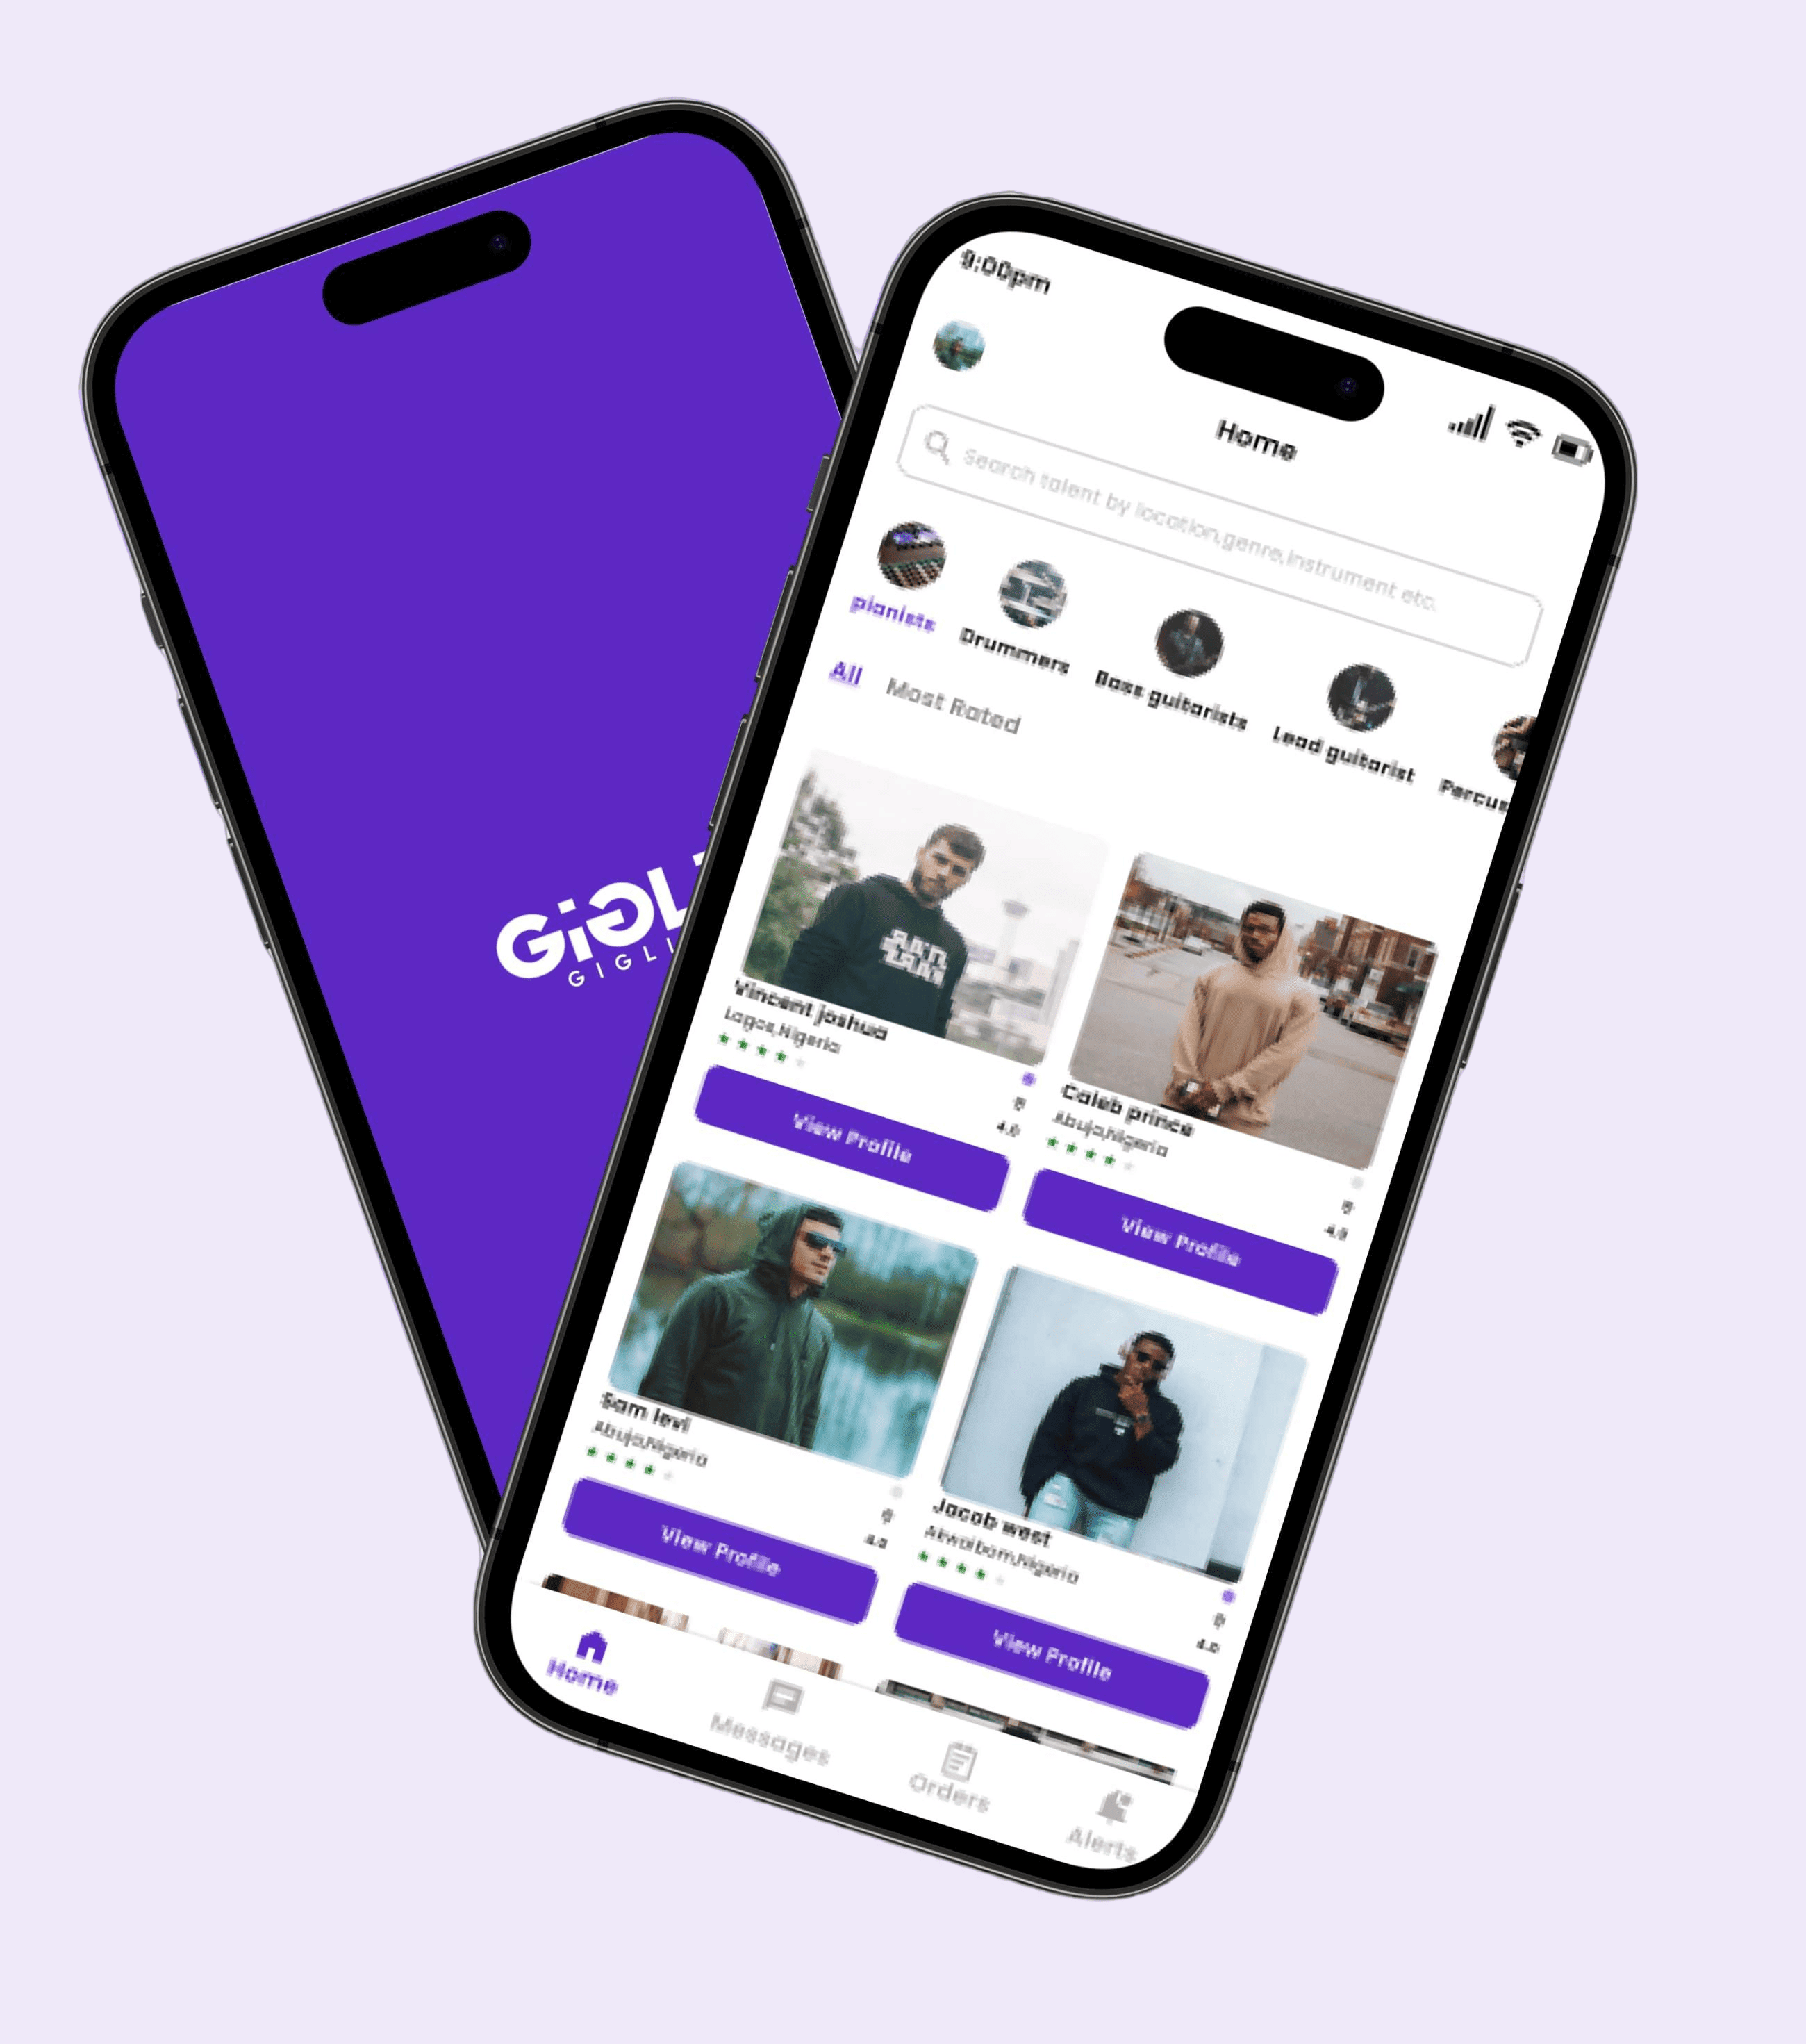 GiGL
GIGLI
9:00pm
Home
Search talent by location,genre,instrument etc.
pianists
Drummers
Bass guitarists
Lead guitarist
Percus
All
Most Rated
Vincent joshua
Lagos,Nigeria
4.0
View Profile
Caleb prince
Abuja,Nigeria
4.0
View Profile
Sam levi
Abuja,Nigeria
4.0
View Profile
Jacob west
Akwaibom,Nigeria
4.0
View Profile
Home
Messages
Orders
Alerts